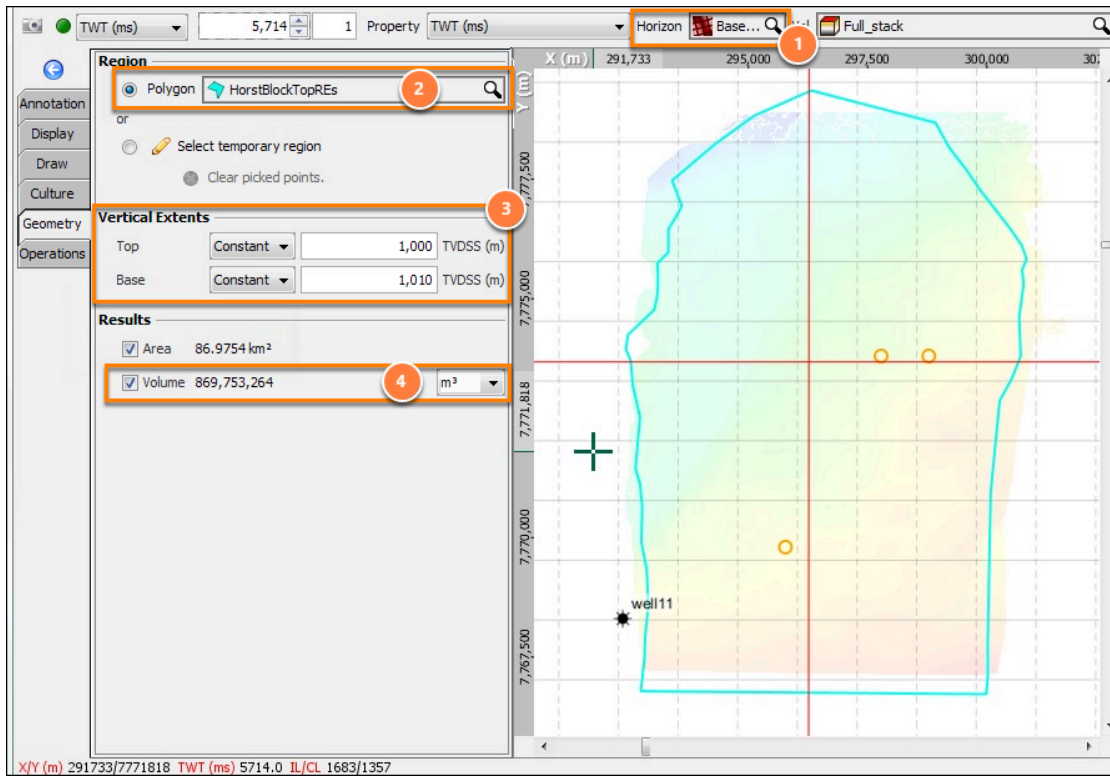 TWT (ms) 5,714 1 Property TWT (ms) Horizon Base... Full_stack
1
Region
Polygon HorstBlockTopREs 2
or
Select temporary region
Clear picked points.
Annotation
Display
Draw
Culture
Geometry
Operations
Vertical Extents 3
Top Constant 1,000 TVDSS (m)
Base Constant 1,010 TVDSS (m)
Results
Area 86.9754 km²
Volume 869,753,264 4 m³
X (m) 291,733 295,000 297,500 300,000
Y (m)
7,777,500
7,775,000
7,771,818
7,770,000
7,767,500
well11
X/Y (m) 291733/7771818 TWT (ms) 5714.0 IL/CL 1683/1357